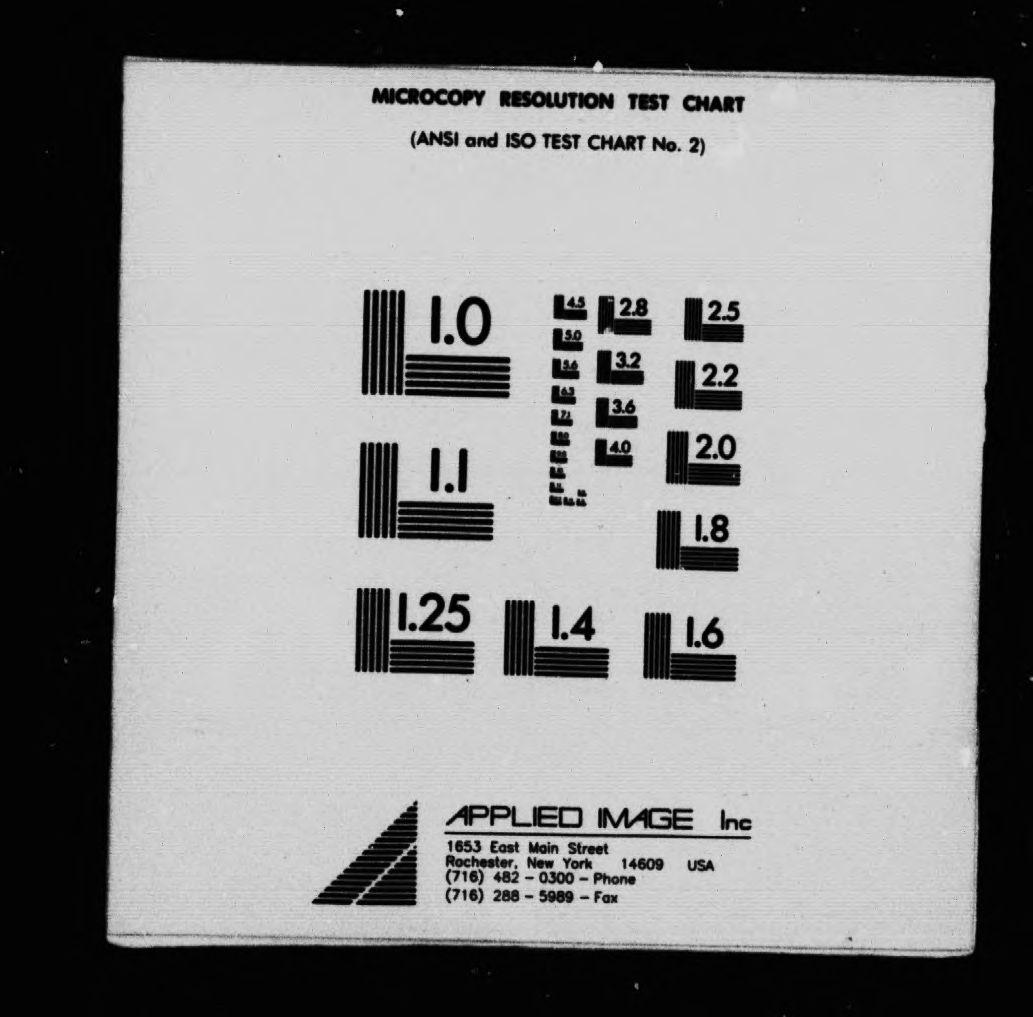 MICROCOPY RESOLUTION TEST CHART
(ANSI and ISO TEST CHART No. 2)
1.0
4.5
2.8
2.5
5.0
5.6
3.2
2.2
6.3
7.1
3.6
4.0
2.0
1.1
1.8
1.25
1.4
1.6
APPLIED IMAGE Inc
1653 East Main Street
Rochester, New York 14609 USA
(716) 482 - 0300 - Phone
(716) 288 - 5989 - Fax